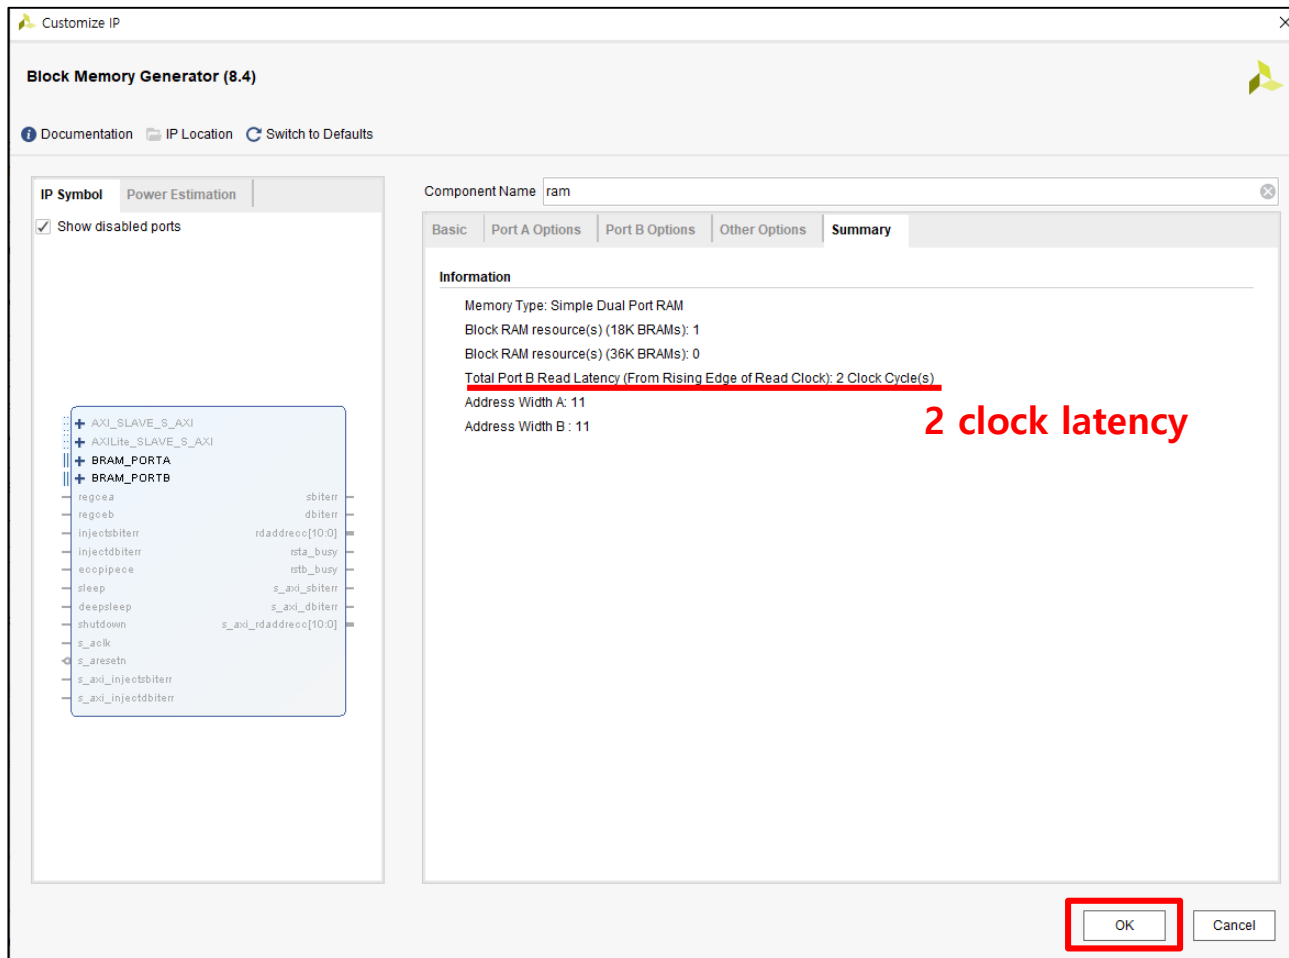 Customize IP
Block Memory Generator (8.4)
Documentation IP Location Switch to Defaults
IP Symbol Power Estimation
Show disabled ports
AXI_SLAVE_S_AXI
AXILite_SLAVE_S_AXI
BRAM_PORTA
BRAM_PORTB
regcea sbiterr
regceb dbiterr
injectsbiterr rdaddrecc[10:0]
injectdbiterr rsta_busy
eccpipece rstb_busy
sleep s_axi_sbiterr
deepsleep s_axi_dbiterr
shutdown s_axi_rdaddrecc[10:0]
s_aclk
s_aresetn
s_axi_injectsbiterr
s_axi_injectdbiterr
Component Name ram
Basic Port A Options Port B Options Other Options Summary
Information
Memory Type: Simple Dual Port RAM
Block RAM resource(s) (18K BRAMs): 1
Block RAM resource(s) (36K BRAMs): 0
Total Port B Read Latency (From Rising Edge of Read Clock): 2 Clock Cycle(s)
Address Width A: 11
Address Width B : 11
2 clock latency
OK Cancel